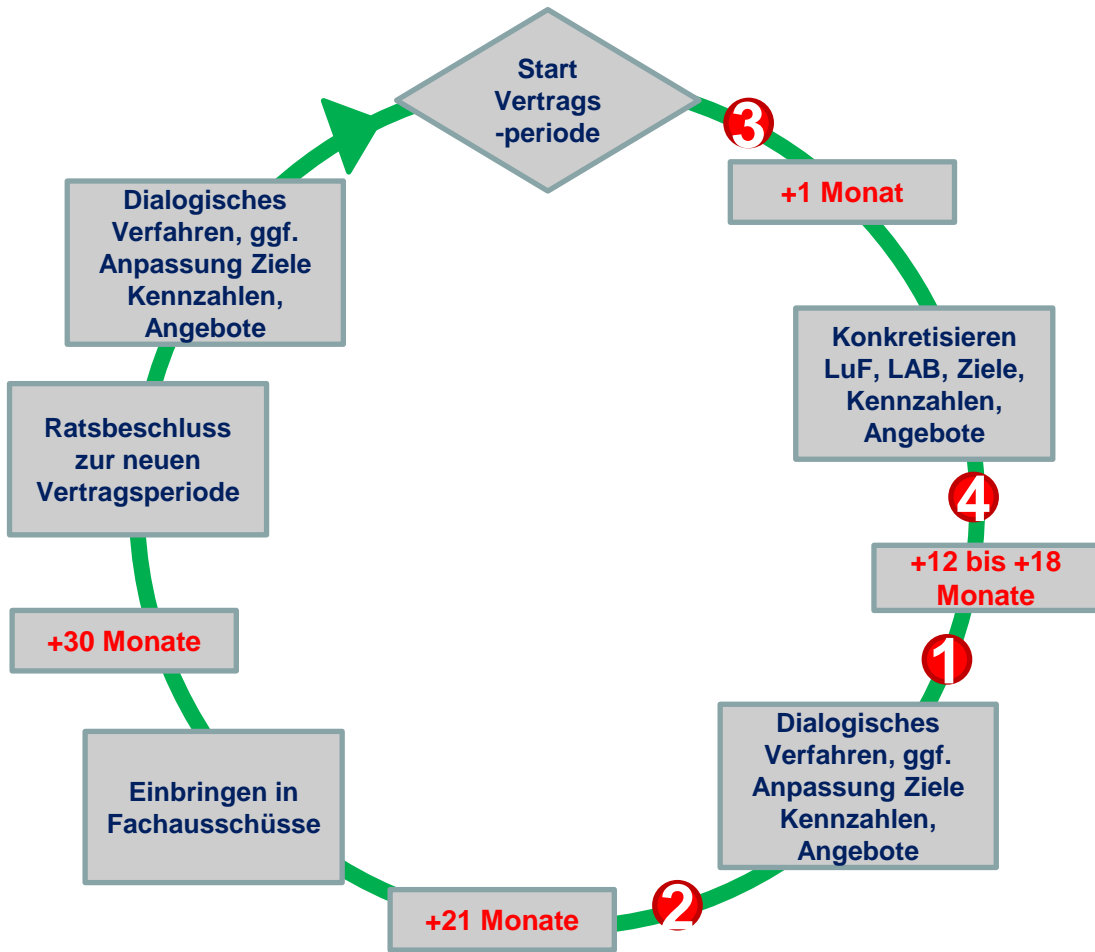 Start
Vertrags
-periode
3
+1 Monat
Konkretisieren
LuF, LAB, Ziele,
Kennzahlen,
Angebote
4
+12 bis +18
Monate
1
Dialogisches
Verfahren, ggf.
Anpassung Ziele
Kennzahlen,
Angebote
2
+21 Monate
Einbringen in
Fachausschüsse
+30 Monate
Ratsbeschluss
zur neuen
Vertragsperiode
Dialogisches
Verfahren, ggf.
Anpassung Ziele
Kennzahlen,
Angebote